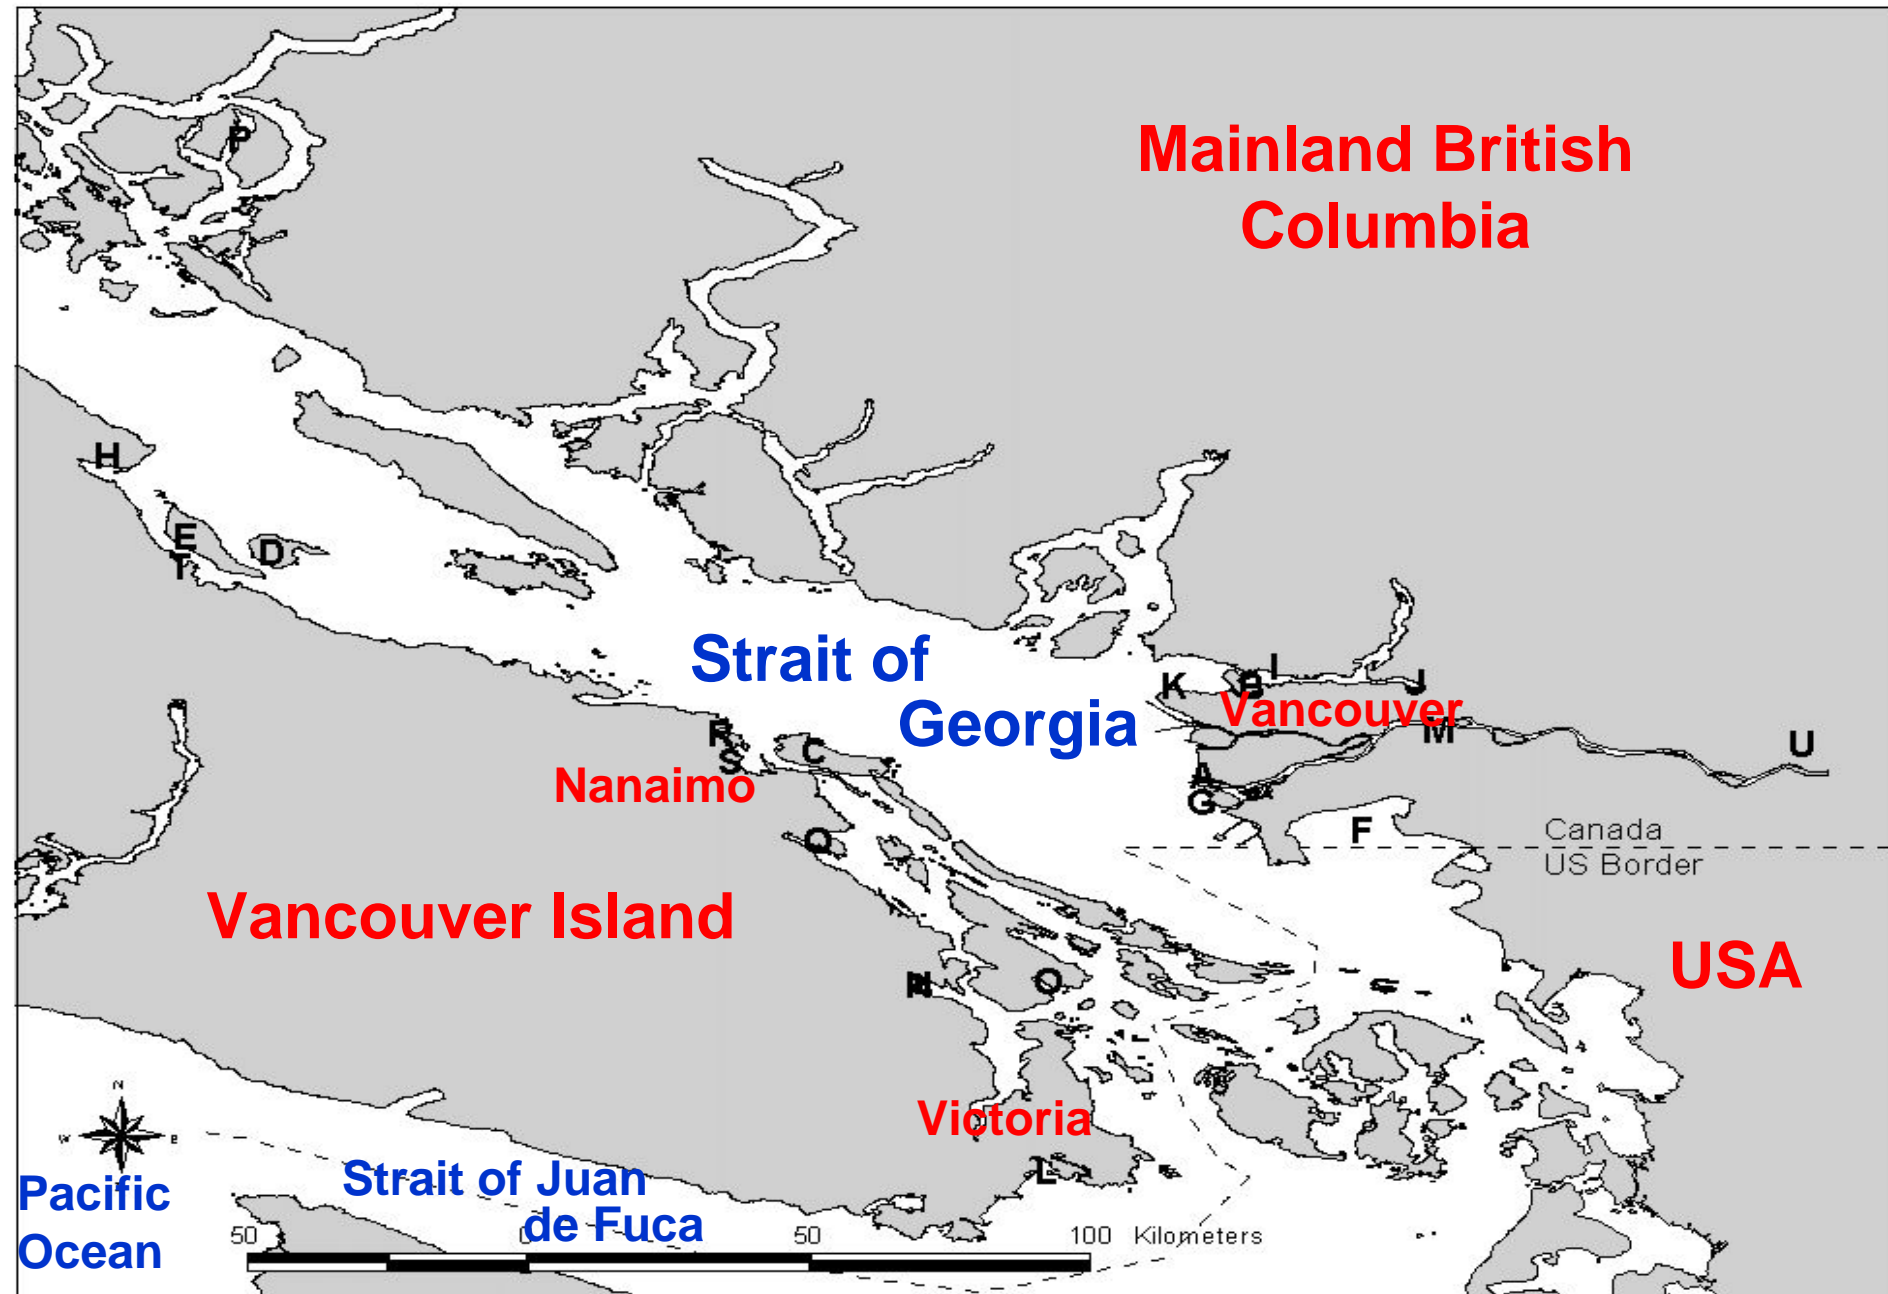 P
Mainland British
Columbia
H
E
D
T
Strait of
Georgia
K
B
I
J
Vancouver
M
U
R
S
C
Nanaimo
A
G
F
Canada
US Border
Q
Vancouver Island
USA
N
O
Victoria
L
N
W
E
Pacific
Ocean
Strait of Juan
de Fuca
50 0 50 100 Kilometers